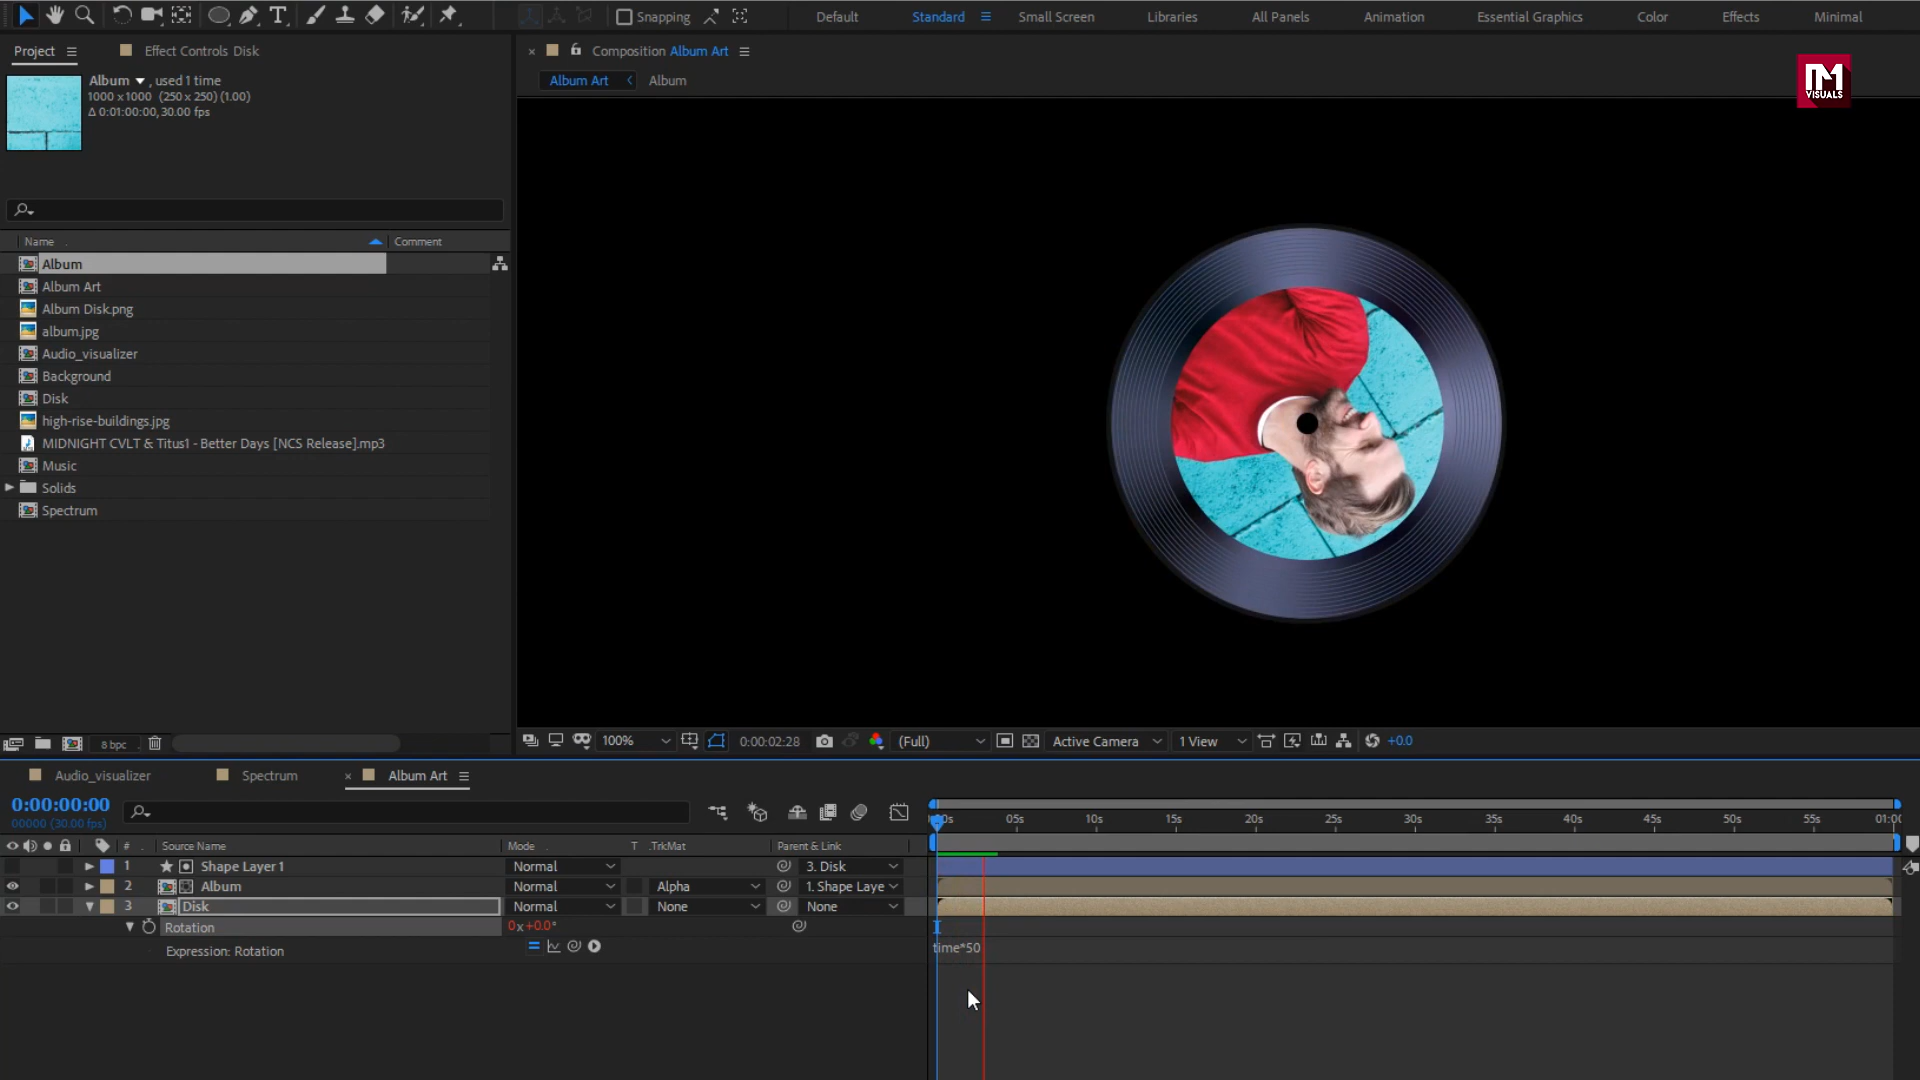 Snapping
Default
Standard
Small Screen
Libraries
All Panels
Animation
Essential Graphics
Color
Effects
Minimal
Project
Effect Controls Disk
Composition Album Art
Album Art
Album
M
VISUALS
Album , used 1 time
1000 x 1000 (250 x 250) (1.00)
Δ 0:01:00:00, 30.00 fps
Name
Comment
Album
Album Art
Album Disk.png
album.jpg
Audio_visualizer
Background
Disk
high-rise-buildings.jpg
MIDNIGHT CVLT & Titus1 - Better Days [NCS Release].mp3
Music
Solids
Spectrum
8 bpc
100%
0:00:02:28
(Full)
Active Camera
1 View
+0.0
Audio_visualizer
Spectrum
Album Art
0:00:00:00
00000 (30.00 fps)
05s
10s
15s
20s
25s
30s
35s
40s
45s
50s
55s
# Source Name
Mode
T .TrkMat
Parent & Link
1 Shape Layer 1 Normal 3. Disk
2 Album Normal Alpha 1. Shape Laye
3 Disk Normal None None
Rotation 0x+0.0°
Expression: Rotation
time*50